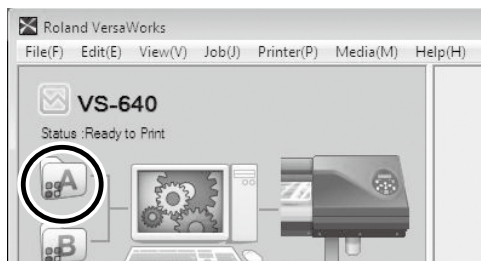 Roland VersaWorks
File(F) Edit(E) View(V) Job(J) Printer(P) Media(M) Help(H)
VS-640
Status :Ready to Print
A
B